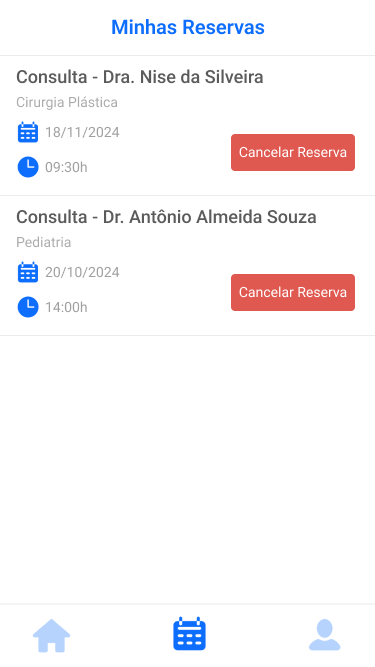 Minhas Reservas
Consulta - Dra. Nise da Silveira
Cirurgia Plástica
18/11/2024
09:30h
Cancelar Reserva
Consulta - Dr. Antônio Almeida Souza
Pediatria
20/10/2024
14:00h
Cancelar Reserva